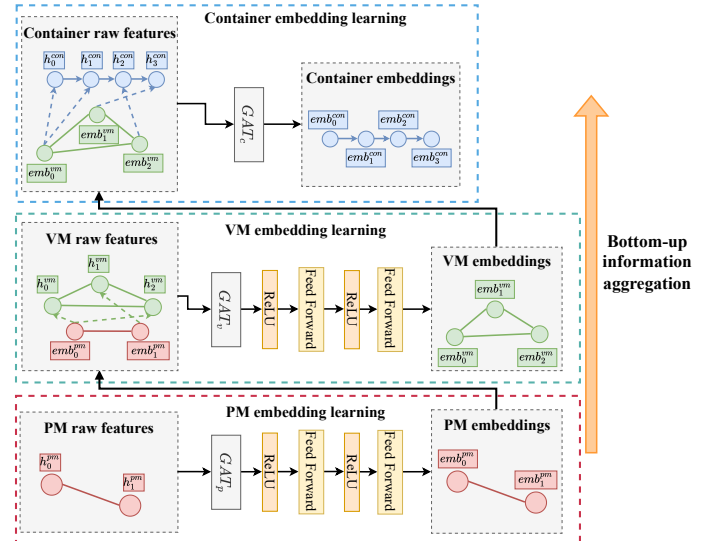 Container embedding learning
Container raw features
h_0^{con} h_1^{con} h_2^{con} h_3^{con}
emb_1^{vm}
emb_0^{vm}
emb_2^{vm}
GAT_c
Container embeddings
emb_0^{con} emb_2^{con}
emb_1^{con} emb_3^{con}
VM embedding learning
VM raw features
h_1^{vm}
h_0^{vm} h_2^{vm}
emb_0^{pm} emb_1^{pm}
GAT_v
ReLU
Feed Forward
ReLU
Feed Forward
VM embeddings
emb_1^{vm}
emb_0^{vm} emb_2^{vm}
PM embedding learning
PM raw features
h_0^{pm}
h_1^{pm}
GAT_p
ReLU
Feed Forward
ReLU
Feed Forward
PM embeddings
emb_0^{pm}
emb_1^{pm}
Bottom-up
information
aggregation